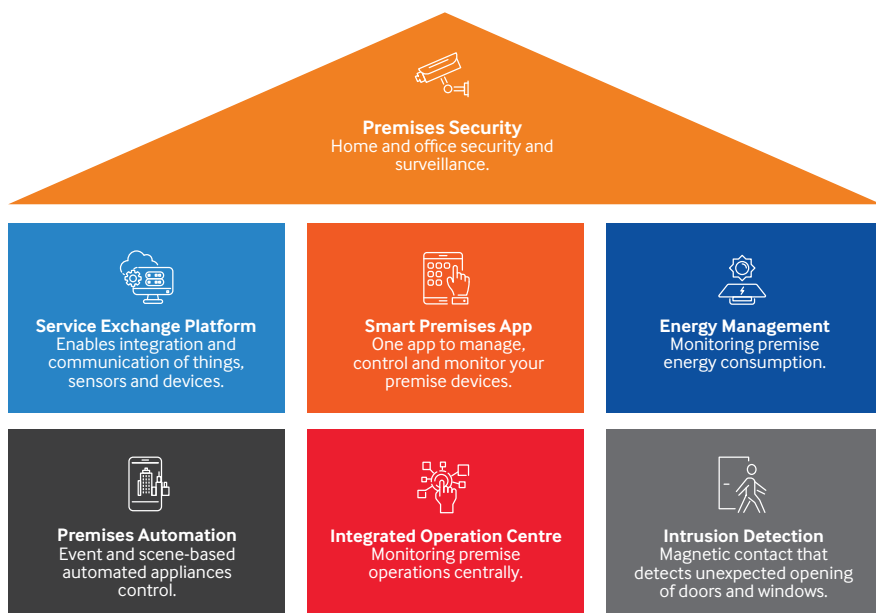 Premises Security
Home and office security and
surveillance.
Service Exchange Platform
Enables integration and
communication of things,
sensors and devices.
Smart Premises App
One app to manage,
control and monitor your
premise devices.
Energy Management
Monitoring premise
energy consumption.
Premises Automation
Event and scene-based
automated appliances
control.
Integrated Operation Centre
Monitoring premise
operations centrally.
Intrusion Detection
Magnetic contact that
detects unexpected opening
of doors and windows.